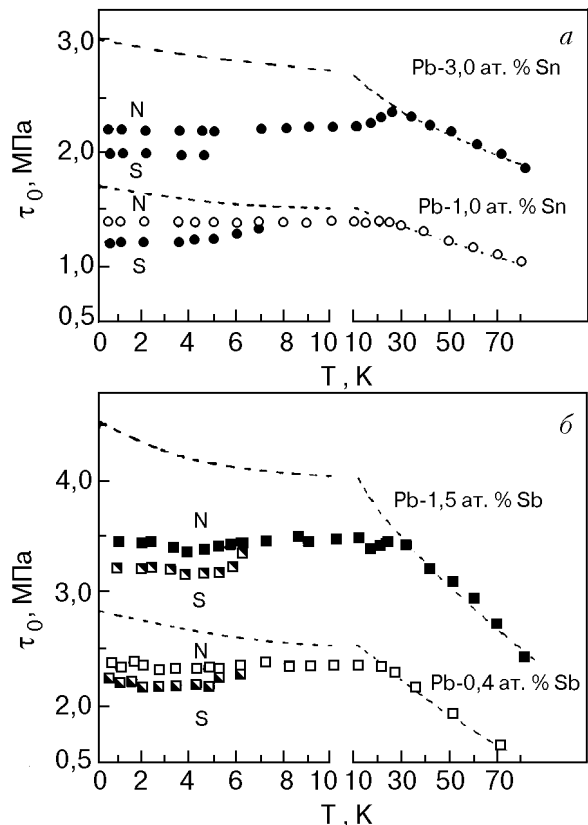 а
3,0
Pb-3,0 ат. % Sn
N
2,0
S
τ₀, МПа
N
Pb-1,0 ат. % Sn
S
1,0
0,5
0 2 4 6 8 10 10 30 50 70
T , K
б
4,0
Pb-1,5 ат. % Sb
N
S
τ₀, МПа
3,0
N
Pb-0,4 ат. % Sb
S
2,0
0,5
0 2 4 6 8 10 10 30 50 70
T , K